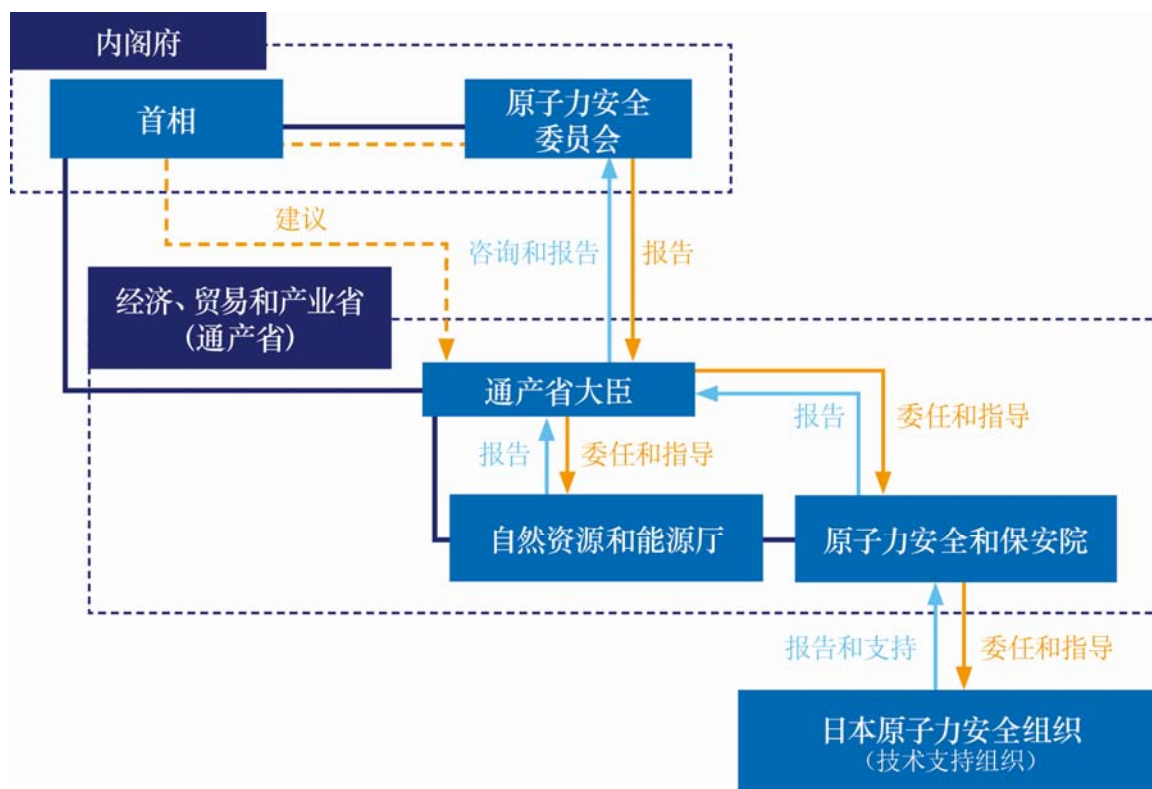 内阁府
首相
原子力安全
委员会
建议
咨询和报告
报告
经济、贸易和产业省
(通产省)
通产省大臣
报告
委任和指导
报告
委任和指导
自然资源和能源厅
原子力安全和保安院
报告和支持
委任和指导
日本原子力安全组织
（技术支持组织）